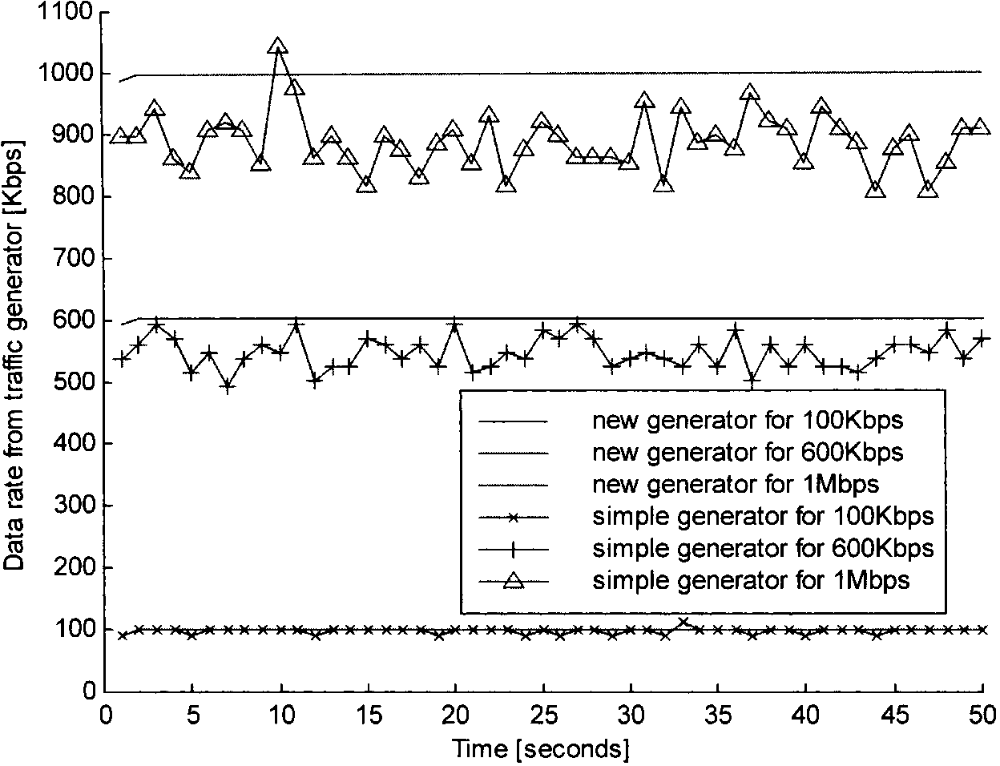 1100
1000
900
800
700
600
500
400
300
200
100
0
Data rate from traffic generator [Kbps]
new generator for 100Kbps
new generator for 600Kbps
new generator for 1Mbps
simple generator for 100Kbps
simple generator for 600Kbps
simple generator for 1Mbps
0 5 10 15 20 25 30 35 40 45 50
Time [seconds]